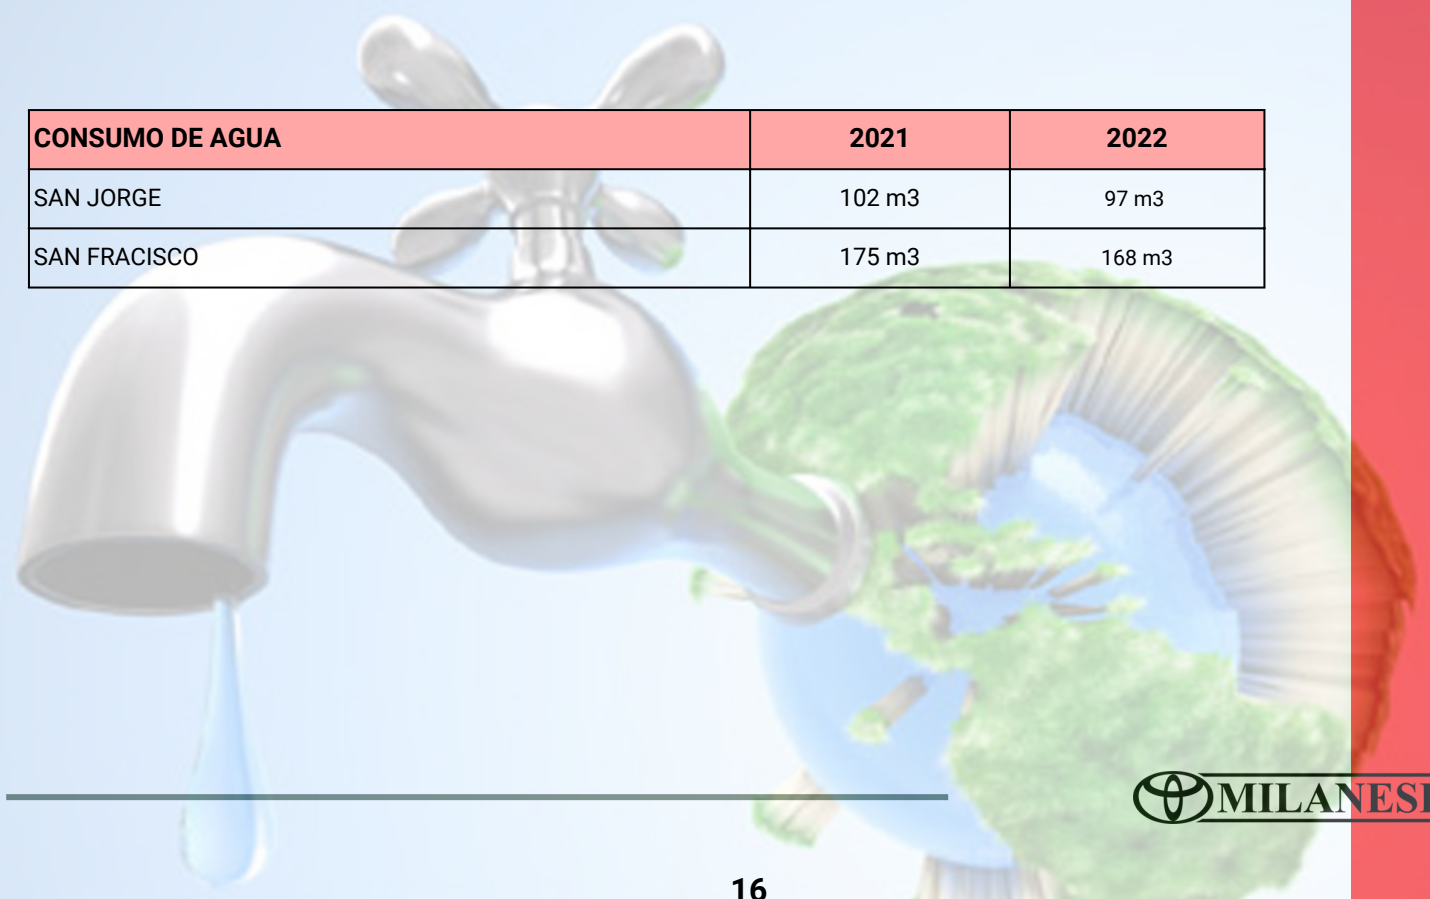 CONSUMO DE AGUA 2021 2022
SAN JORGE 102 m3 97 m3
SAN FRACISCO 175 m3 168 m3
MILANESI
16